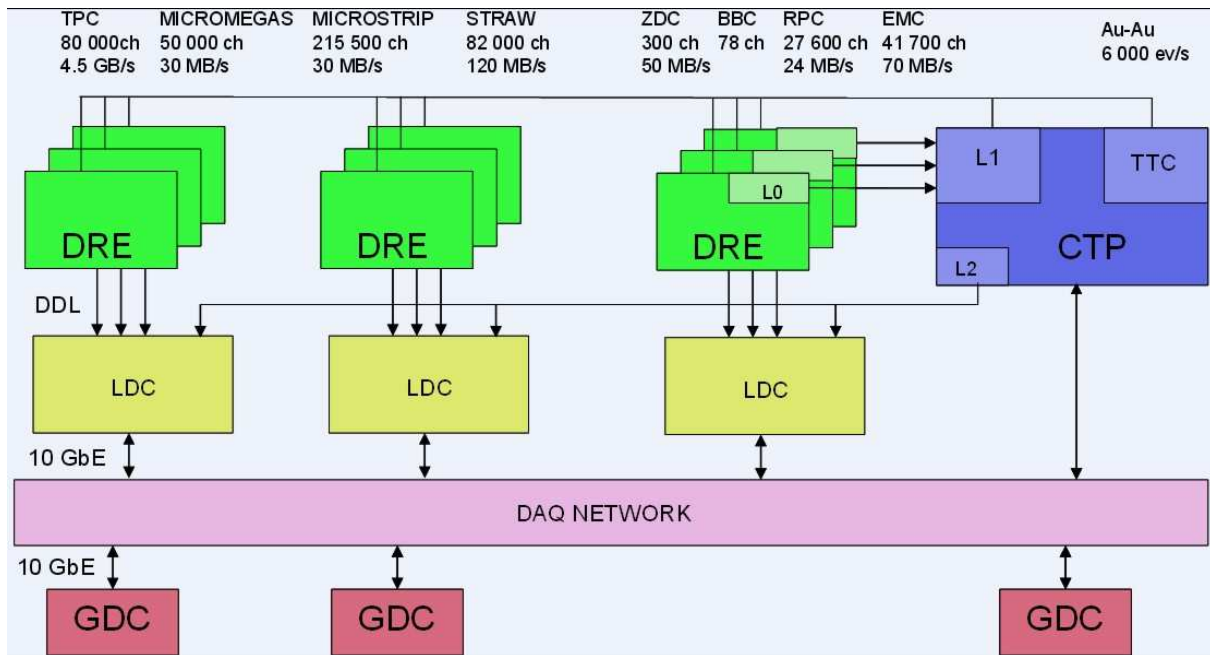 TPC MICROMEGAS MICROSTRIP STRAW ZDC BBC RPC EMC
80 000ch 50 000 ch 215 500 ch 82 000 ch 300 ch 78 ch 27 600 ch 41 700 ch
4.5 GB/s 30 MB/s 30 MB/s 120 MB/s 50 MB/s 24 MB/s 70 MB/s
Au-Au
6 000 ev/s
L1
TTC
L0
DRE
DRE
DRE
CTP
L2
DDL
LDC
LDC
LDC
10 GbE
DAQ NETWORK
10 GbE
GDC
GDC
GDC